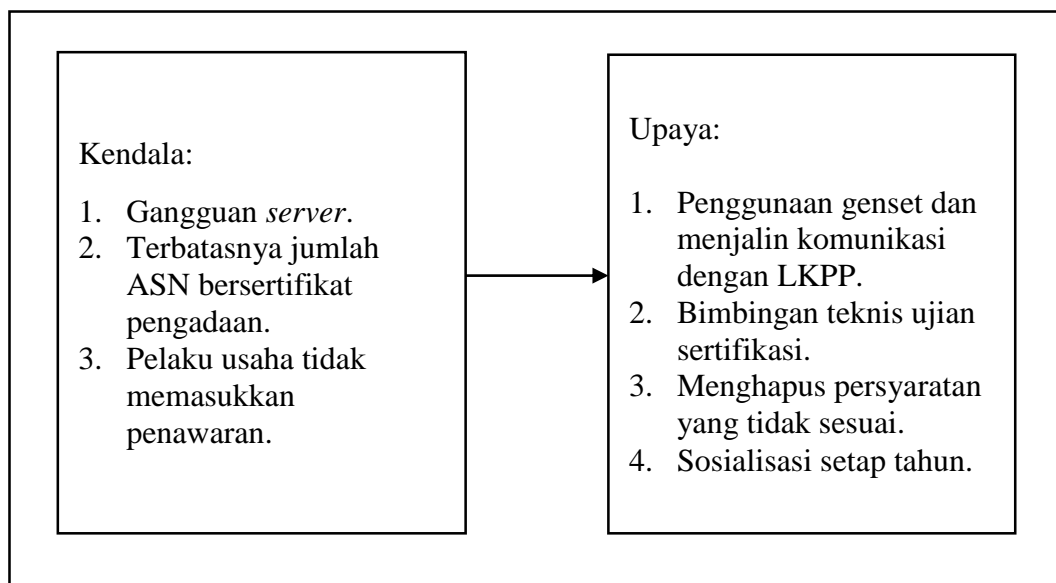 Kendala:
1. Gangguan server.
2. Terbatasnya jumlah
ASN bersertifikat
pengadaan.
3. Pelaku usaha tidak
memasukkan
penawaran.
Upaya:
1. Penggunaan genset dan
menjalin komunikasi
dengan LKPP.
2. Bimbingan teknis ujian
sertifikasi.
3. Menghapus persyaratan
yang tidak sesuai.
4. Sosialisasi setap tahun.